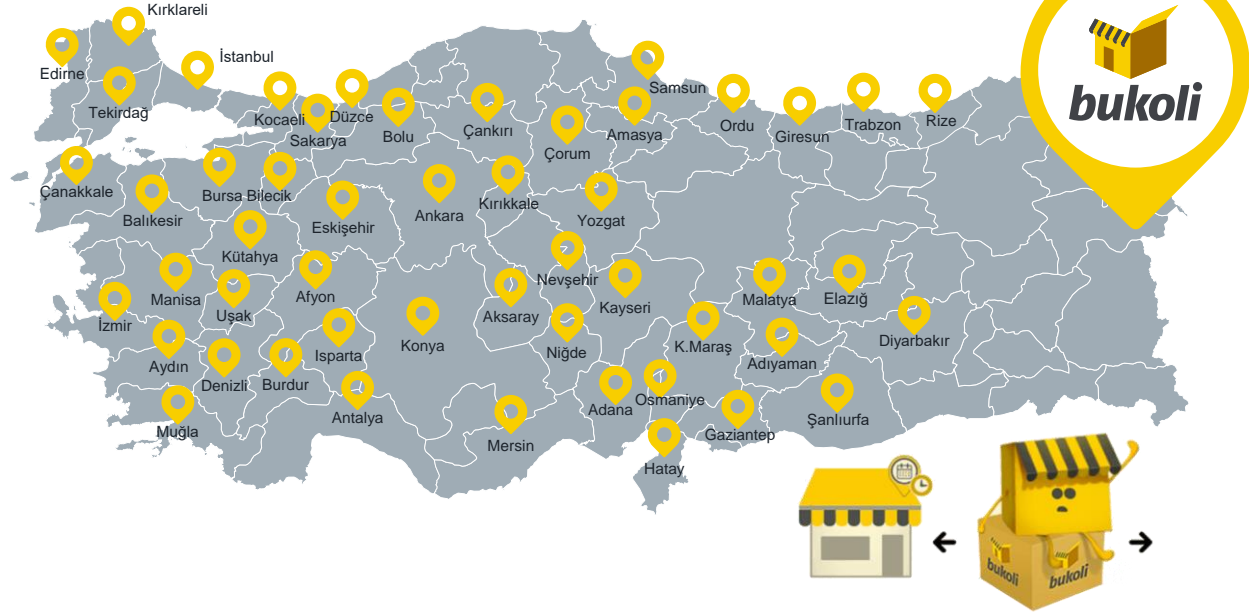 Kırklareli
İstanbul
Edirne
Tekirdağ
Kocaeli
Sakarya
Düzce
Bolu
Çankırı
Çorum
Samsun
Amasya
Ordu
Giresun
Trabzon
Rize
bukoli
Çanakkale
Balıkesir
Bursa
Bilecik
Eskişehir
Ankara
Kırıkkale
Yozgat
Kütahya
Nevşehir
Manisa
Uşak
Afyon
Aksaray
Kayseri
Malatya
Elazığ
İzmir
Aydın
Denizli
Burdur
Isparta
Konya
Niğde
K.Maraş
Adıyaman
Diyarbakır
Muğla
Antalya
Mersin
Adana
Osmaniye
Gaziantep
Şanlıurfa
Hatay
bukoli
bukoli